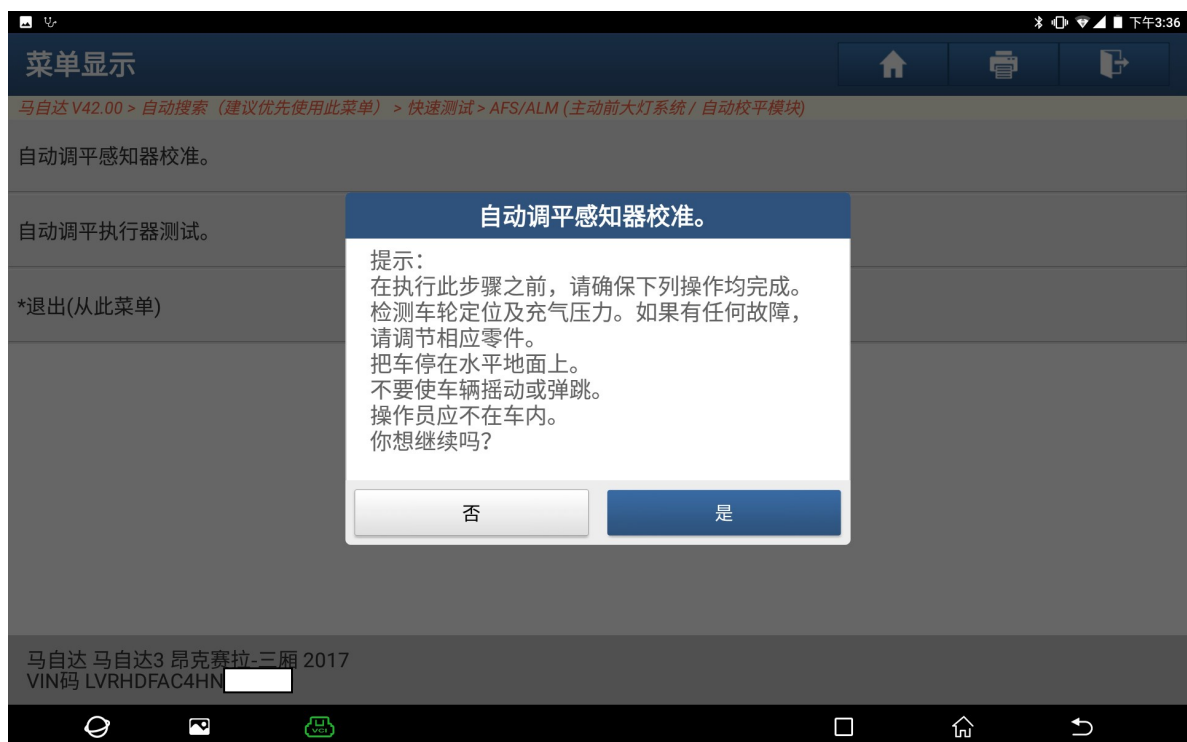 下午3:36
菜单显示
马自达 V42.00 > 自动搜索（建议优先使用此菜单） > 快速测试 > AFS/ALM (主动前大灯系统 / 自动校平模块)
自动调平感知器校准。
自动调平执行器测试。
*退出(从此菜单)
自动调平感知器校准。
提示：
在执行此步骤之前，请确保下列操作均完成。
检测车轮定位及充气压力。如果有任何故障，
请调节相应零件。
把车停在水平地面上。
不要使车辆摇动或弹跳。
操作员应不在车内。
你想继续吗？
否
是
马自达 马自达3 昂克赛拉-三厢 2017
VIN码 LVRHDFAC4HN
VCI